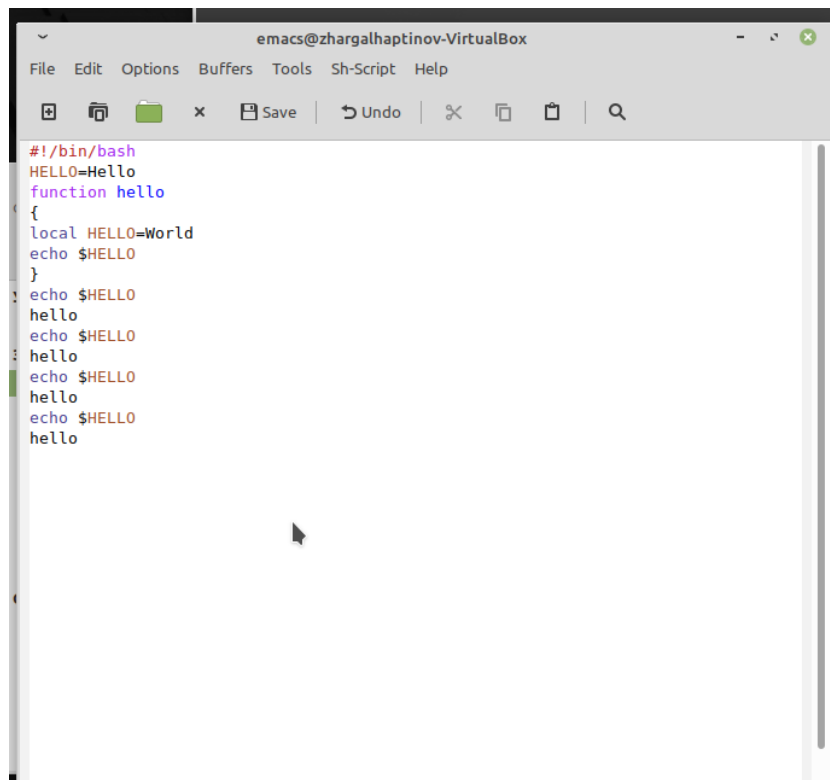 emacs@zhargalhaptinov-VirtualBox
File Edit Options Buffers Tools Sh-Script Help
Save Undo
#!/bin/bash
HELLO=Hello
function hello
{
local HELLO=World
echo $HELLO
}
echo $HELLO
hello
echo $HELLO
hello
echo $HELLO
hello
echo $HELLO
hello